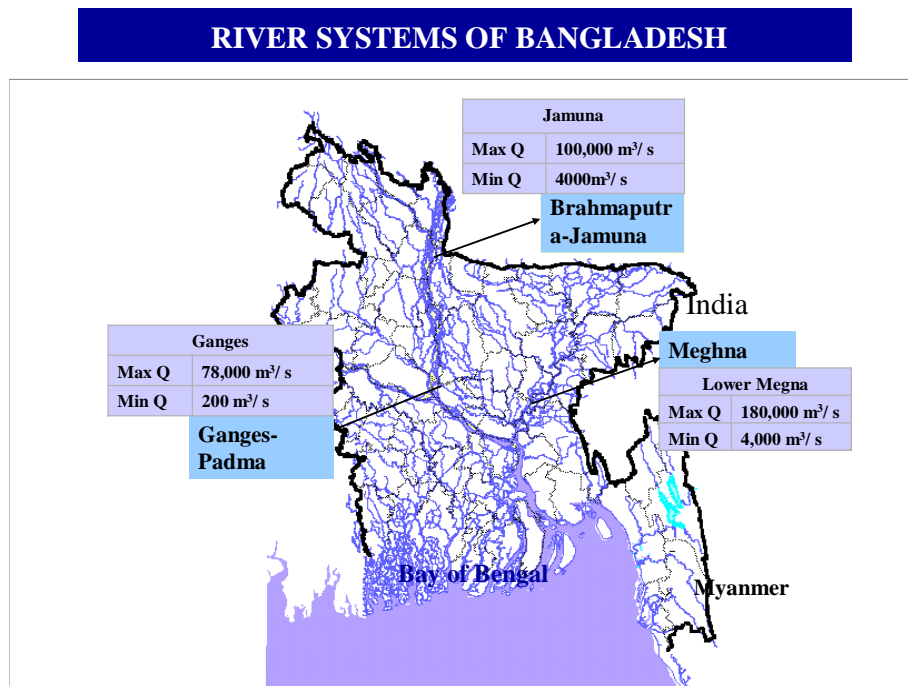 RIVER SYSTEMS OF BANGLADESH
Jamuna
Max Q 100,000 m³/ s
Min Q 4000m³/ s
Brahmaputr
a-Jamuna
India
Ganges
Max Q 78,000 m³/ s
Min Q 200 m³/ s
Ganges-
Padma
Meghna
Lower Megna
Max Q 180,000 m³/ s
Min Q 4,000 m³/ s
Bay of Bengal
Myanmer